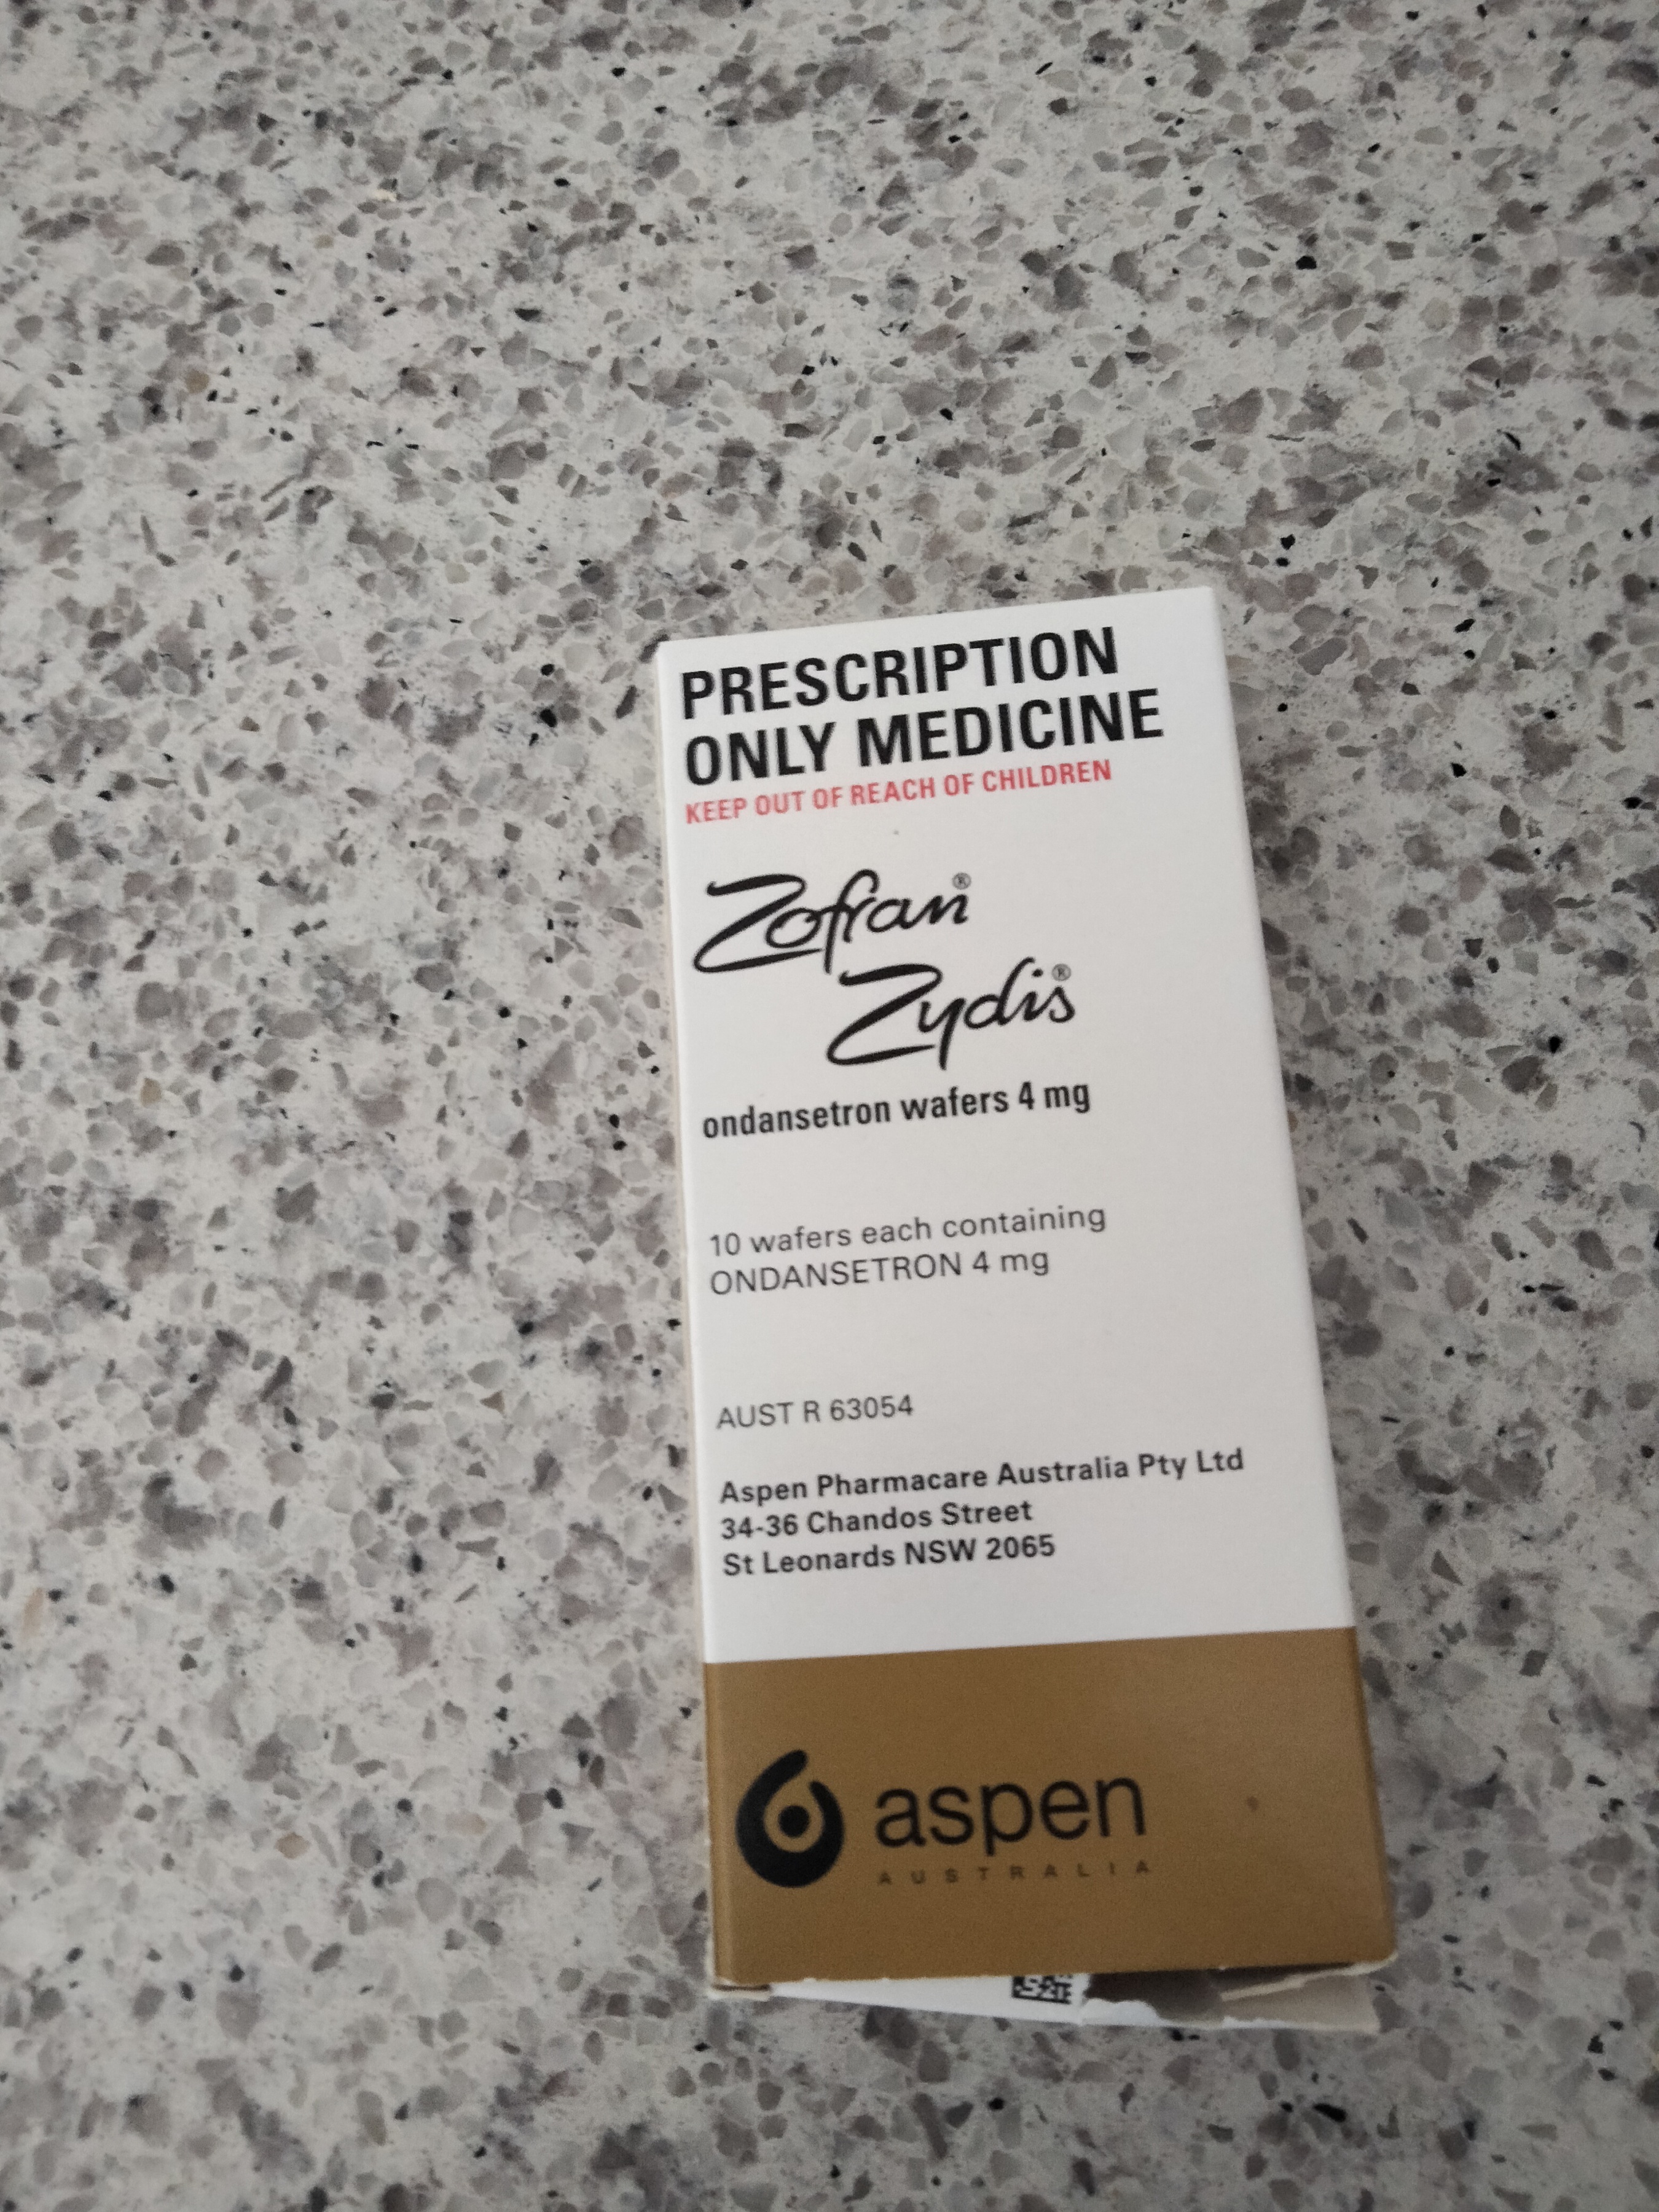 PRESCRIPTION
ONLY MEDICINE
KEEP OUT OF REACH OF CHILDREN
Zofran®
Zydis®
ondansetron wafers 4 mg
10 wafers each containing
ONDANSETRON 4 mg
AUST R 63054
Aspen Pharmacare Australia Pty Ltd
34-36 Chandos Street
St Leonards NSW 2065
aspen
AUSTRALIA